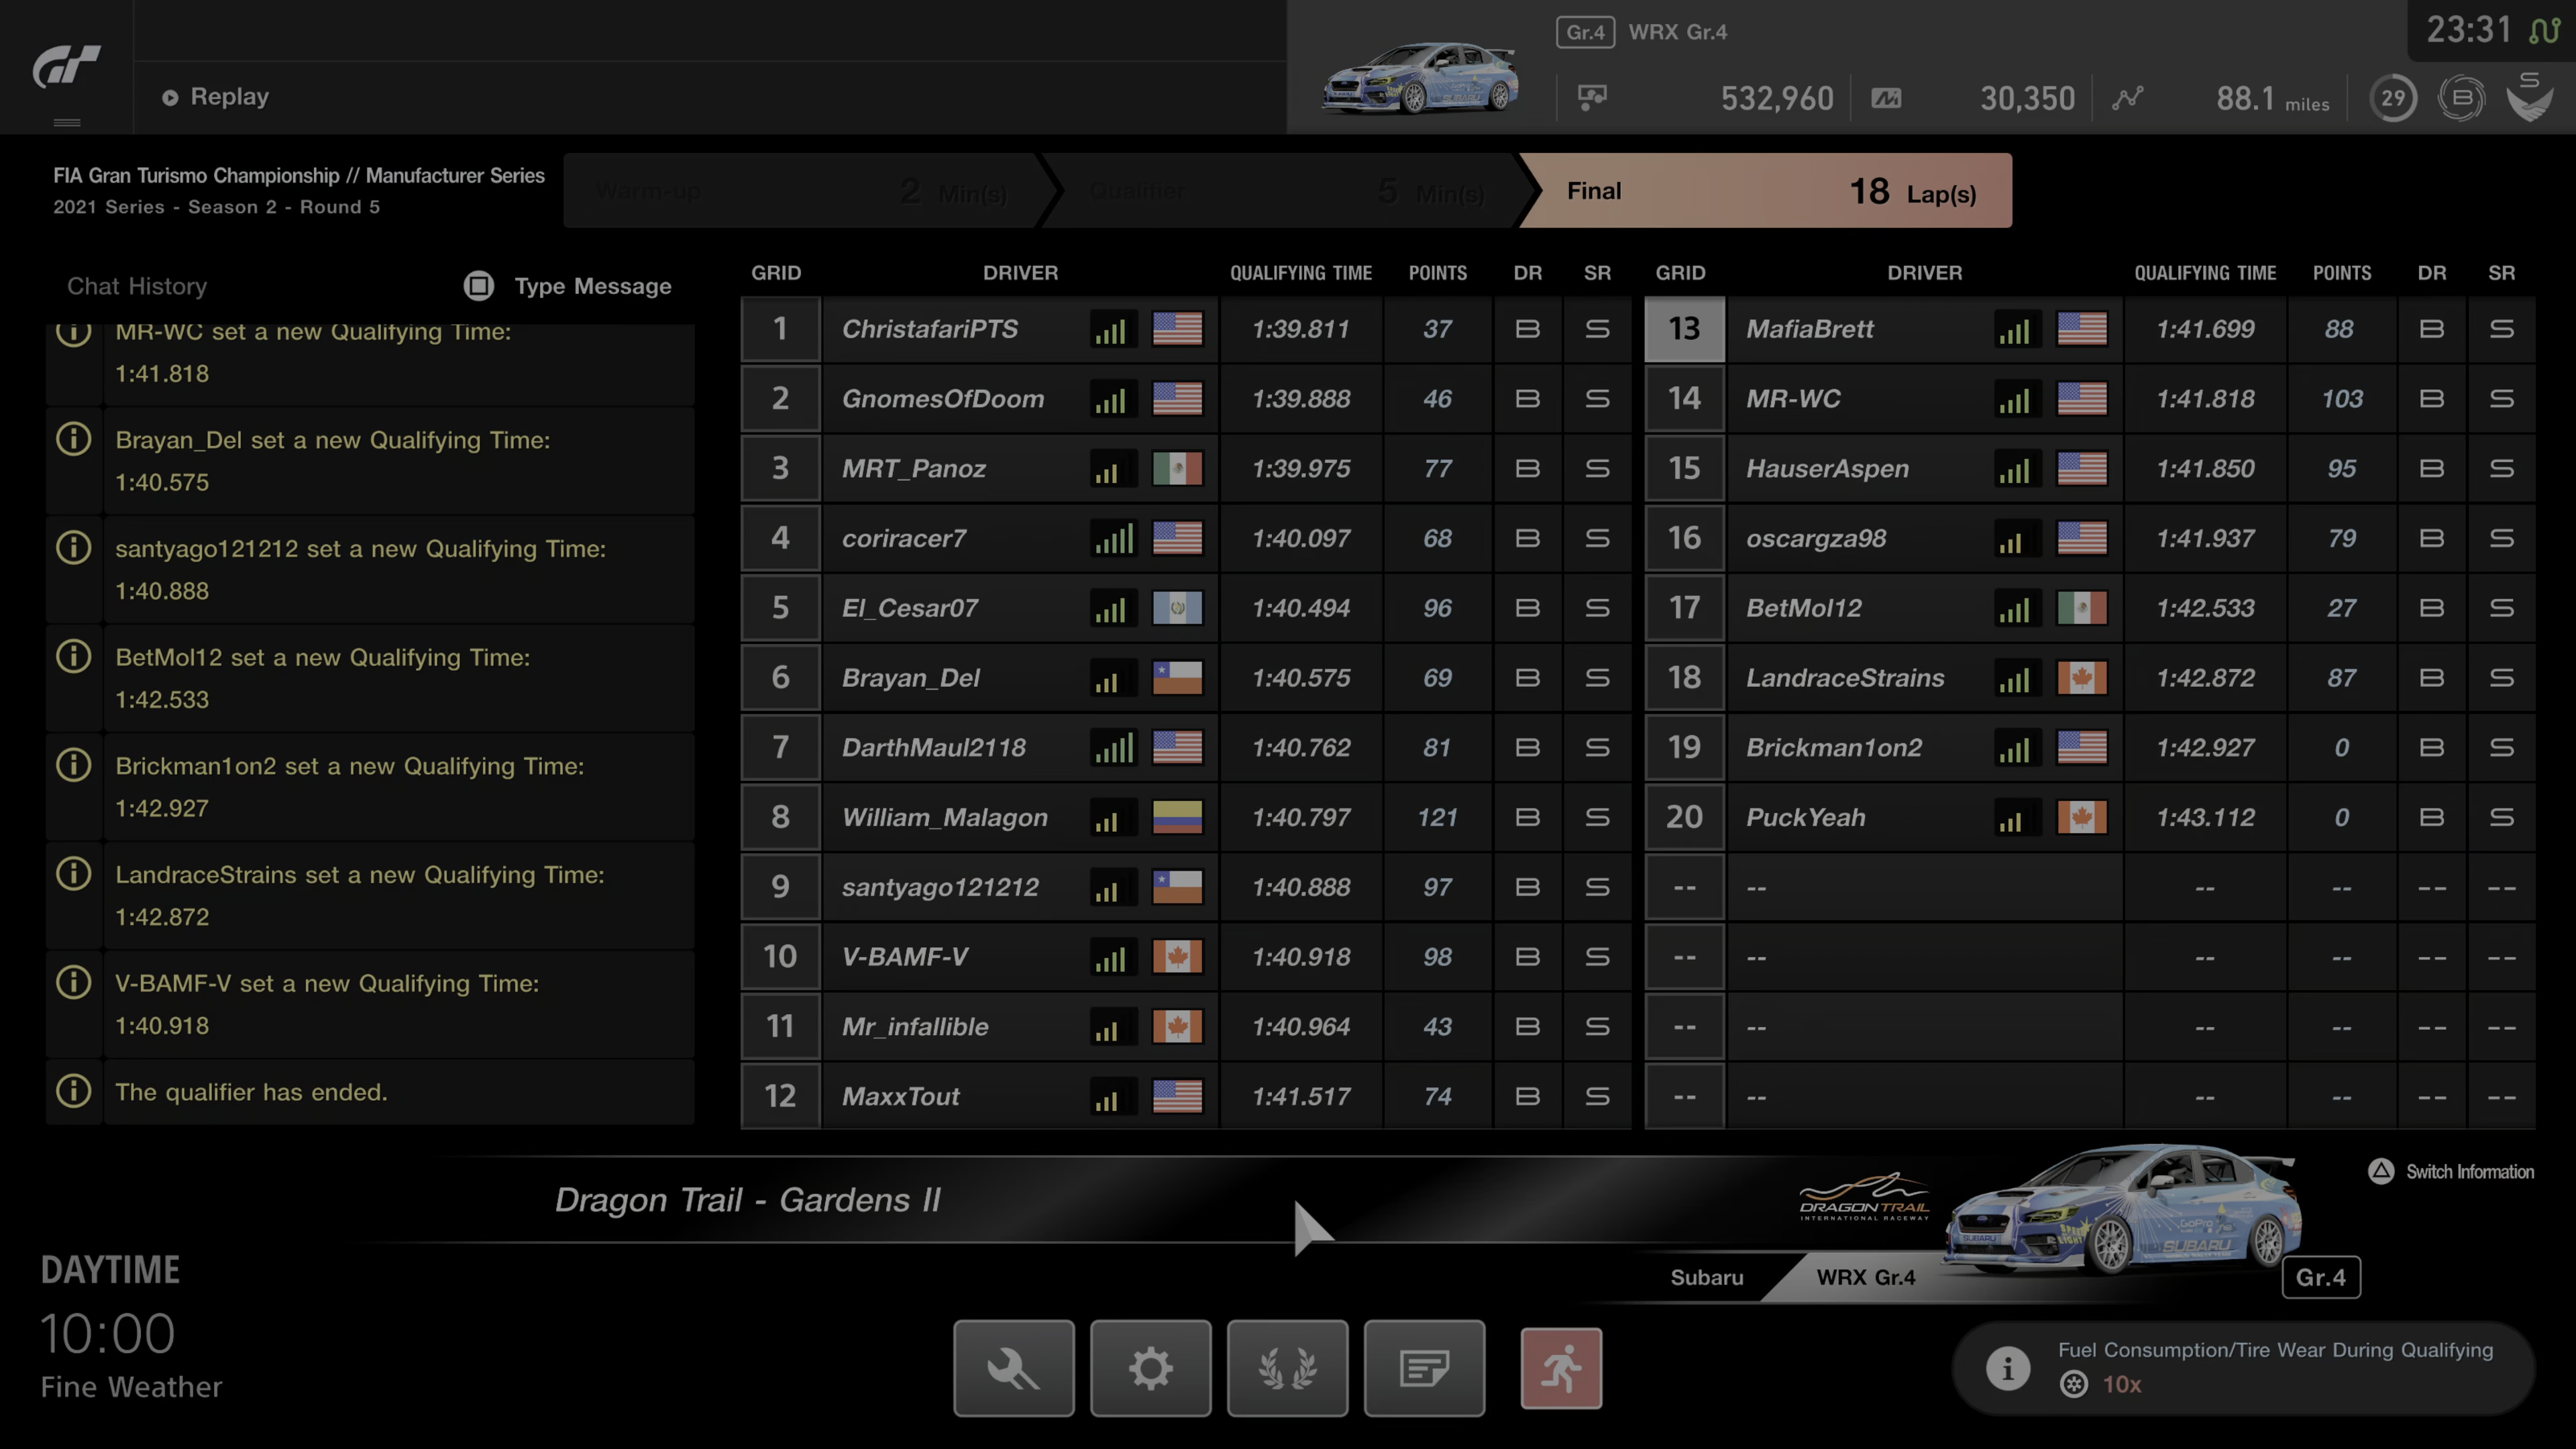 Gr.4 WRX Gr.4
23:31
Replay
532,960
30,350
88.1 miles
29
B
S
FIA Gran Turismo Championship // Manufacturer Series
2021 Series - Season 2 - Round 5
Warm-up 2 Min(s)
Qualifier 5 Min(s)
Final 18 Lap(s)
Chat History
Type Message
MR-WC set a new Qualifying Time:
1:41.818
Brayan_Del set a new Qualifying Time:
1:40.575
santyago121212 set a new Qualifying Time:
1:40.888
BetMol12 set a new Qualifying Time:
1:42.533
Brickman1on2 set a new Qualifying Time:
1:42.927
LandraceStrains set a new Qualifying Time:
1:42.872
V-BAMF-V set a new Qualifying Time:
1:40.918
The qualifier has ended.
GRID DRIVER QUALIFYING TIME POINTS DR SR
1 ChristafariPTS 1:39.811 37 B S
2 GnomesOfDoom 1:39.888 46 B S
3 MRT_Panoz 1:39.975 77 B S
4 coriracer7 1:40.097 68 B S
5 El_Cesar07 1:40.494 96 B S
6 Brayan_Del 1:40.575 69 B S
7 DarthMaul2118 1:40.762 81 B S
8 William_Malagon 1:40.797 121 B S
9 santyago121212 1:40.888 97 B S
10 V-BAMF-V 1:40.918 98 B S
11 Mr_infallible 1:40.964 43 B S
12 MaxxTout 1:41.517 74 B S
GRID DRIVER QUALIFYING TIME POINTS DR SR
13 MafiaBrett 1:41.699 88 B S
14 MR-WC 1:41.818 103 B S
15 HauserAspen 1:41.850 95 B S
16 oscargza98 1:41.937 79 B S
17 BetMol12 1:42.533 27 B S
18 LandraceStrains 1:42.872 87 B S
19 Brickman1on2 1:42.927 0 B S
20 PuckYeah 1:43.112 0 B S
-- -- -- -- -- --
-- -- -- -- -- --
-- -- -- -- -- --
-- -- -- -- -- --
Dragon Trail - Gardens II
DRAGON TRAIL
INTERNATIONAL RACEWAY
Switch Information
GoPro
SUBARU
SUBARU
Subaru WRX Gr.4
Gr.4
DAYTIME
10:00
Fine Weather
Fuel Consumption/Tire Wear During Qualifying
10x